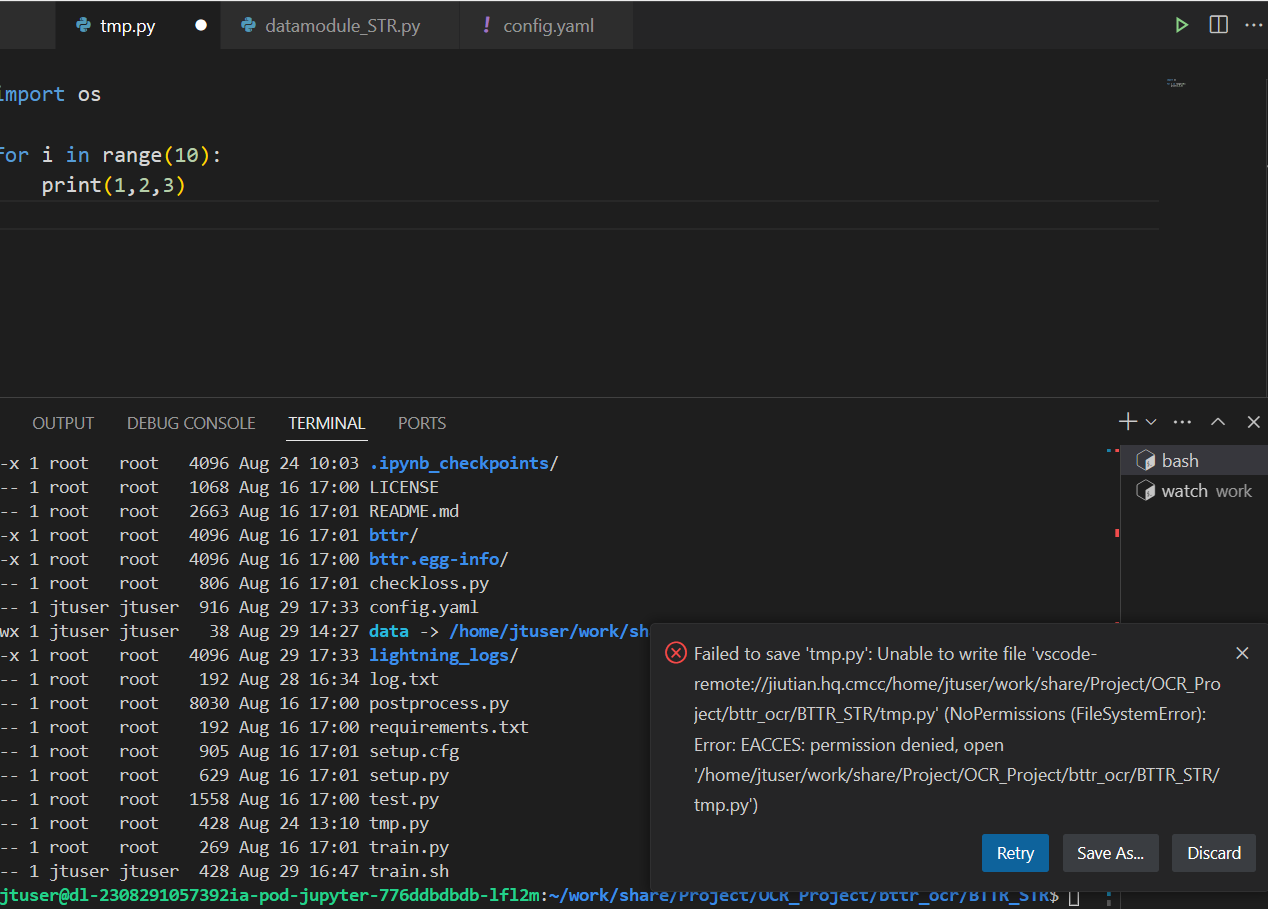 tmp.py
datamodule_STR.py
! config.yaml
import os
for i in range(10):
print(1,2,3)
OUTPUT DEBUG CONSOLE TERMINAL PORTS
-x 1 root root 4096 Aug 24 10:03 .ipynb_checkpoints/
-- 1 root root 1068 Aug 16 17:00 LICENSE
-- 1 root root 2663 Aug 16 17:01 README.md
-x 1 root root 4096 Aug 16 17:01 bttr/
-x 1 root root 4096 Aug 16 17:00 bttr.egg-info/
-- 1 root root 806 Aug 16 17:01 checkloss.py
-- 1 jtuser jtuser 916 Aug 29 17:33 config.yaml
wx 1 jtuser jtuser 38 Aug 29 14:27 data -> /home/jtuser/work/sh
-x 1 root root 4096 Aug 29 17:33 lightning_logs/
-- 1 root root 192 Aug 28 16:34 log.txt
-- 1 root root 8030 Aug 16 17:00 postprocess.py
-- 1 root root 192 Aug 16 17:00 requirements.txt
-- 1 root root 905 Aug 16 17:01 setup.cfg
-- 1 root root 629 Aug 16 17:01 setup.py
-- 1 root root 1558 Aug 16 17:00 test.py
-- 1 root root 428 Aug 24 13:10 tmp.py
-- 1 root root 269 Aug 16 17:01 train.py
-- 1 jtuser jtuser 428 Aug 29 16:47 train.sh
jtuser@dl-2308291057392ia-pod-jupyter-776ddbdbdb-lfl2m:~/work/share/Project/OCR_Project/bttr_ocr/BTTR_STR$
bash
watch work
Failed to save 'tmp.py': Unable to write file 'vscode-
remote://jiutian.hq.cmcc/home/jtuser/work/share/Project/OCR_Pro
ject/bttr_ocr/BTTR_STR/tmp.py' (NoPermissions (FileSystemError):
Error: EACCES: permission denied, open
'/home/jtuser/work/share/Project/OCR_Project/bttr_ocr/BTTR_STR/
tmp.py')
Retry
Save As...
Discard